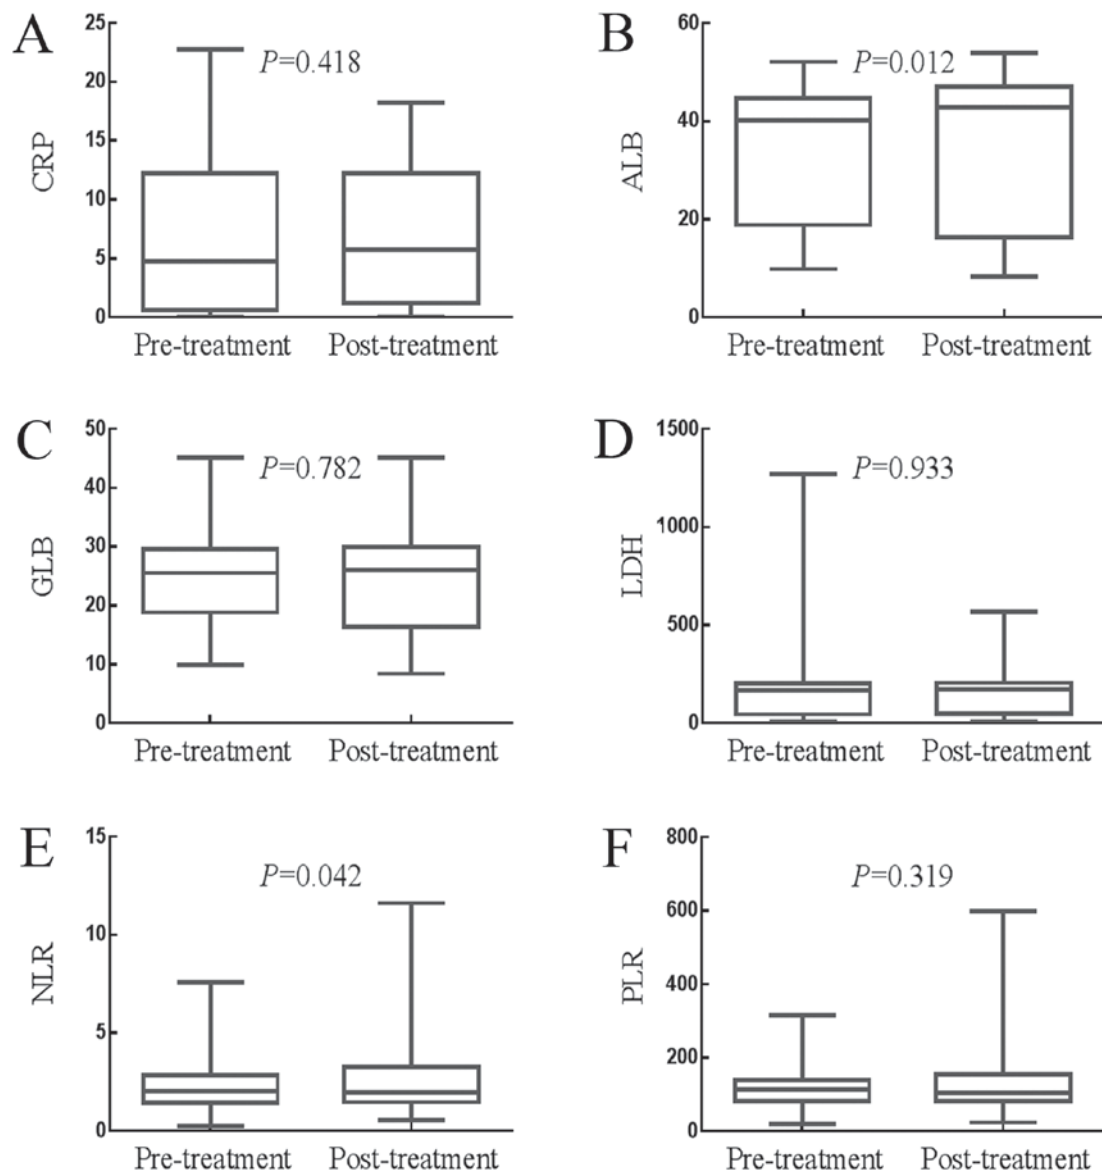 A
B
25
20
15
10
5
0
CRP
P=0.418
Pre-treatment Post-treatment
60
40
20
0
ALB
P=0.012
Pre-treatment Post-treatment
C
D
50
40
30
20
10
0
GLB
P=0.782
Pre-treatment Post-treatment
1500
1000
500
0
LDH
P=0.933
Pre-treatment Post-treatment
E
F
15
10
5
0
NLR
P=0.042
Pre-treatment Post-treatment
800
600
400
200
0
PLR
P=0.319
Pre-treatment Post-treatment